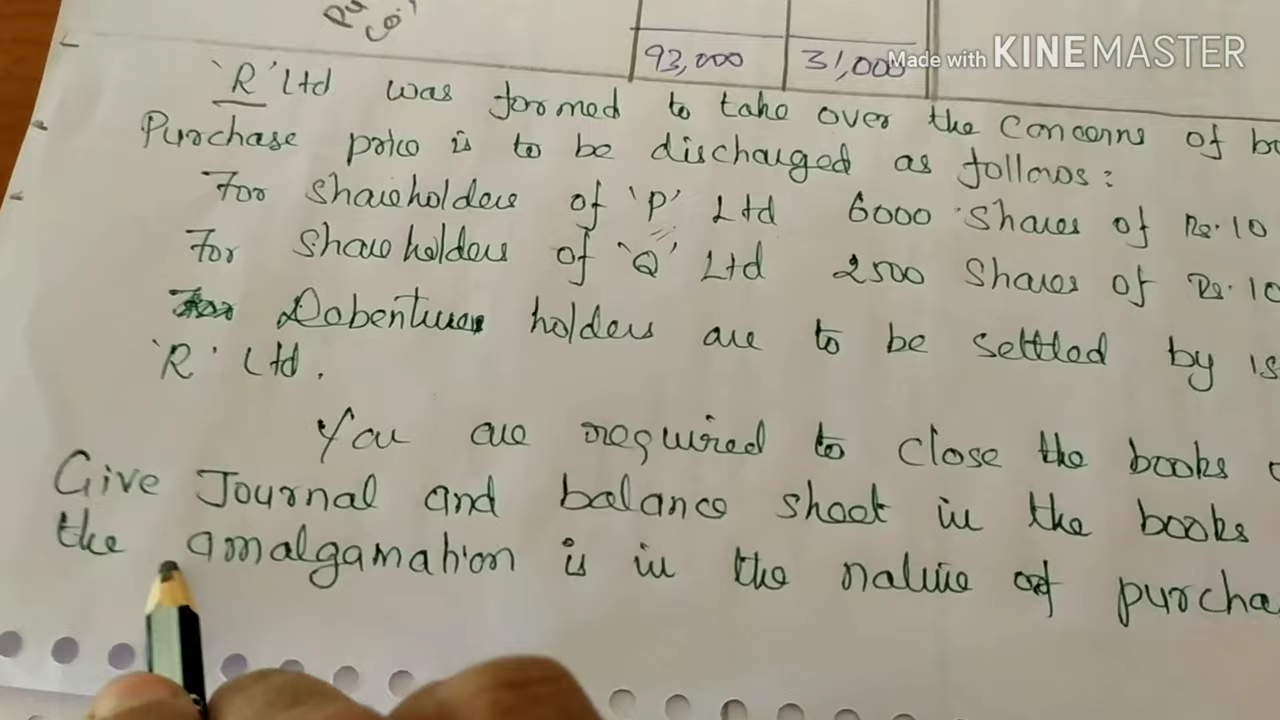 93,000 31,000
Made with KINEMASTER
'R' Ltd was formed to take over the concerns of
Purchase price is to be discharged as follows:
For shareholders of 'P' Ltd 6000 shares of Rs. 10
For shareholders of 'Q' Ltd 2500 shares of Rs. 10
Debenture holders are to be settled by
'R' Ltd.
You are required to close the books
Give Journal and balance sheet in the books
the amalgamation is in the nature of